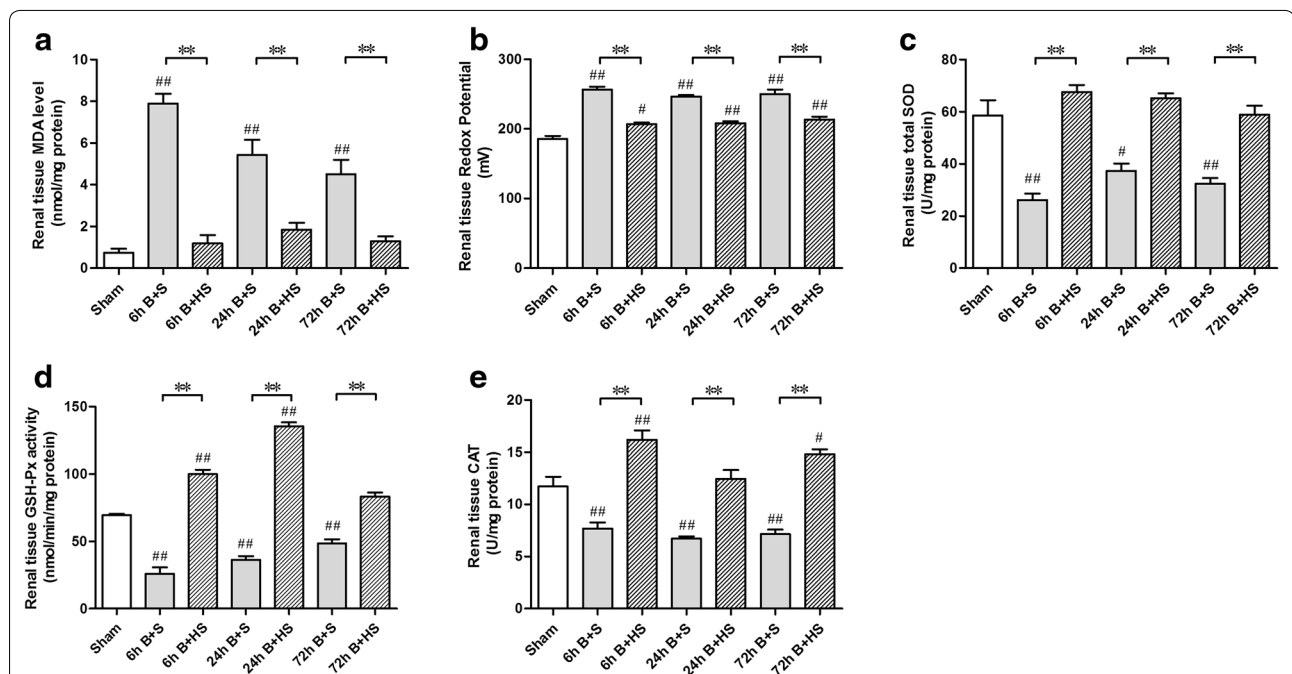 a
Renal tissue MDA level
(nmol/mg protein)
10
8
6
4
2
0
##
##
##
**
**
**
Sham
6h B+S
6h B+HS
24h B+S
24h B+HS
72h B+S
72h B+HS
b
Renal tissue Redox Potential
(mV)
300
200
100
0
##
#
##
##
##
##
**
**
**
Sham
6h B+S
6h B+HS
24h B+S
24h B+HS
72h B+S
72h B+HS
c
Renal tissue total SOD
(U/mg protein)
80
60
40
20
0
##
#
##
**
**
**
Sham
6h B+S
6h B+HS
24h B+S
24h B+HS
72h B+S
72h B+HS
d
Renal tissue GSH-Px activity
(nmol/min/mg protein)
150
100
50
0
##
##
##
##
##
**
**
**
Sham
6h B+S
6h B+HS
24h B+S
24h B+HS
72h B+S
72h B+HS
e
Renal tissue CAT
(U/mg protein)
20
15
10
5
0
##
##
##
##
#
**
**
**
Sham
6h B+S
6h B+HS
24h B+S
24h B+HS
72h B+S
72h B+HS